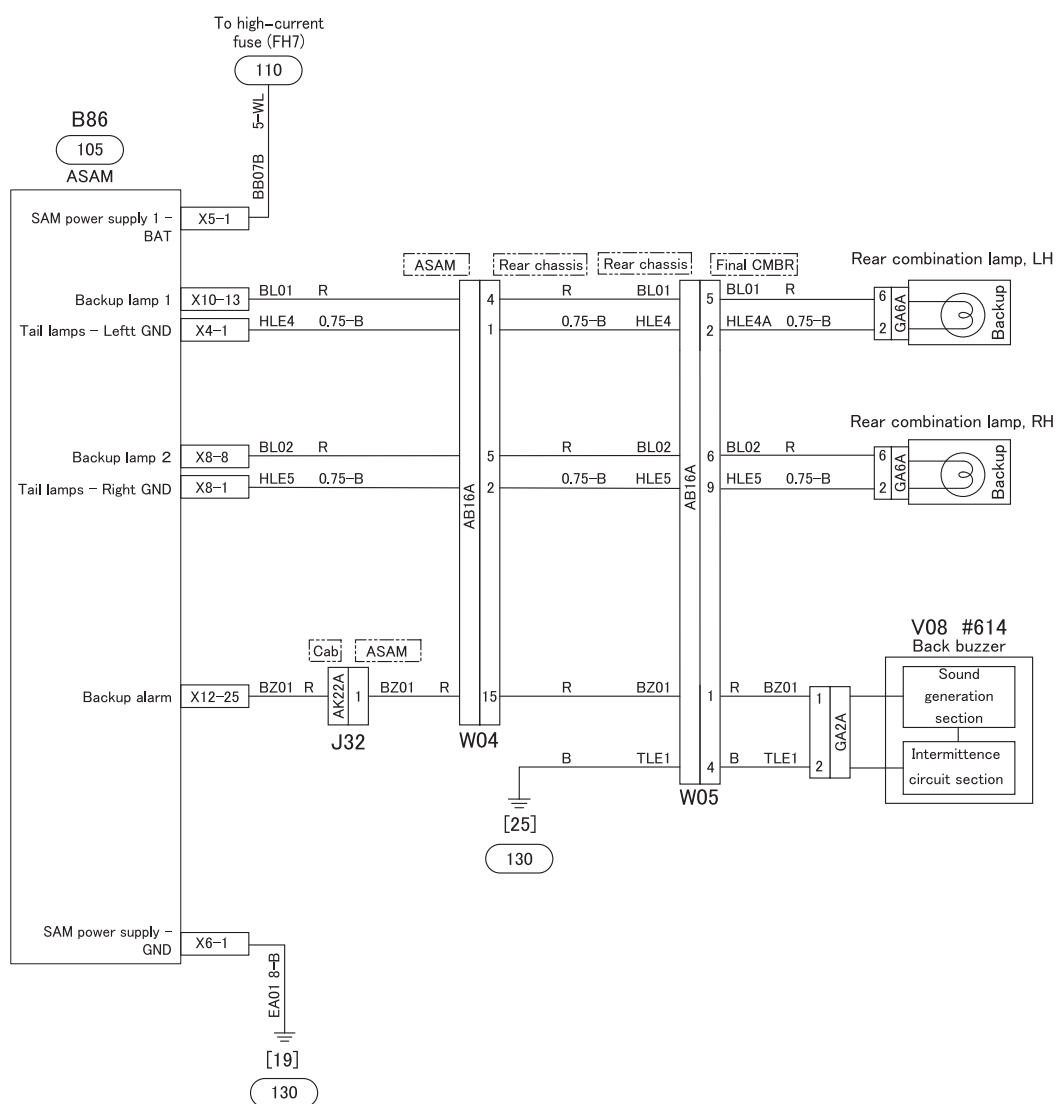 To high-current
fuse (FH7)
110
5-WL
BB07B
B86
105
ASAM
SAM power supply 1 -
BAT
X5-1
ASAM
Rear chassis
Rear chassis
Final CMBR
Rear combination lamp, LH
Backup lamp 1
X10-13
BL01 R
4
R BL01
5
BL01 R
6
Tail lamps - Leftt GND
X4-1
HLE4 0.75-B
1
0.75-B HLE4
2
HLE4A 0.75-B
2
GA6A
Backup
Rear combination lamp, RH
Backup lamp 2
X8-8
BL02 R
5
R BL02
6
BL02 R
6
Tail lamps - Right GND
X8-1
HLE5 0.75-B
2
0.75-B HLE5
9
HLE5 0.75-B
2
GA6A
Backup
AB16A
AB16A
V08 #614
Back buzzer
Cab
ASAM
Sound
generation
section
Backup alarm
X12-25
BZ01 R
AK22A
1
BZ01 R
15
R BZ01
1
R BZ01
1
GA2A
J32
W04
B TLE1
4
B TLE1
2
Intermittence
circuit section
W05
[25]
130
SAM power supply -
GND
X6-1
EA01 8-B
[19]
130